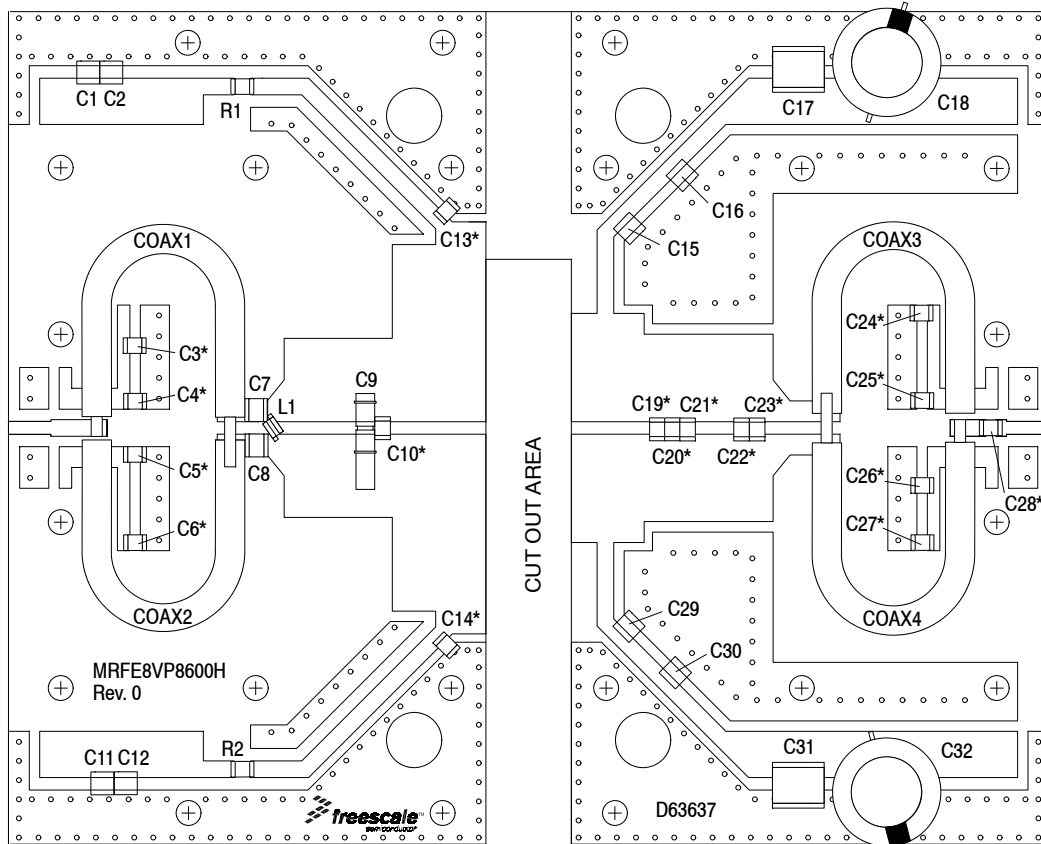 C1 C2
R1
C17
C18
C16
C15
C13*
COAX1
COAX3
C3*
C4*
C7
L1
C9
C10*
C8
C5*
C6*
C24*
C25*
C19* C21* C23*
C20* C22*
C26*
C27*
C28*
CUT OUT AREA
COAX2
COAX4
C14*
C29
C30
MRFE8VP8600H
Rev. 0
C11 C12
R2
C31
C32
freescale™
semiconductor
D63637